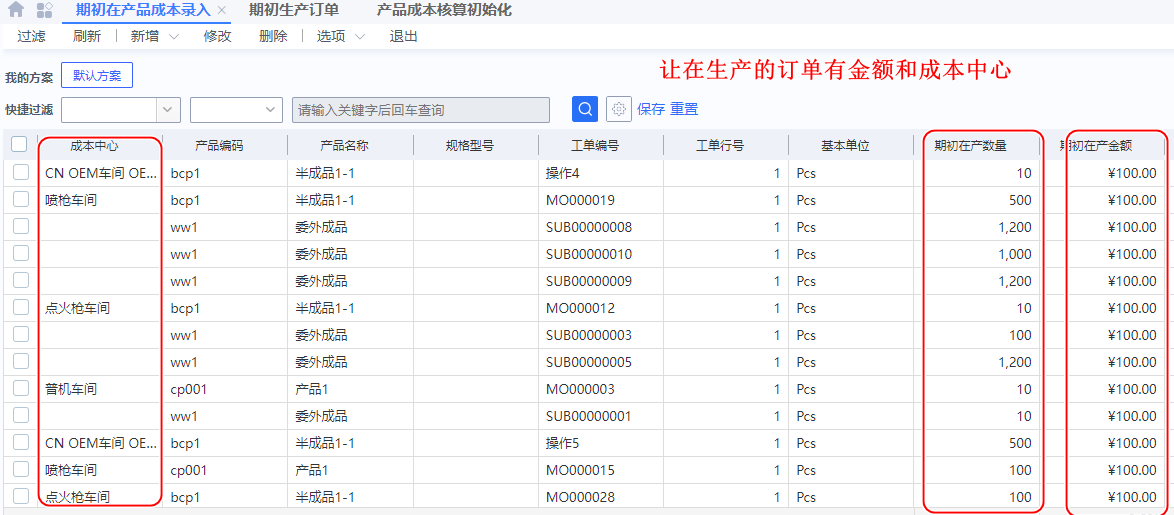 期初在产品成本录入 × 期初生产订单 产品成本核算初始化
过滤 刷新 新增 修改 删除 选项 退出
让在生产的订单有金额和成本中心
我的方案 默认方案
快捷过滤 请输入关键字后回车查询 保存 重置
成本中心 产品编码 产品名称 规格型号 工单编号 工单行号 基本单位 期初在产数量 期初在产金额
CN OEM车间 OE... bcp1 半成品1-1 操作4 1 Pcs 10 ¥100.00
喷枪车间 bcp1 半成品1-1 MO000019 1 Pcs 500 ¥100.00
ww1 委外成品 SUB00000008 1 Pcs 1,200 ¥100.00
ww1 委外成品 SUB00000010 1 Pcs 1,000 ¥100.00
ww1 委外成品 SUB00000009 1 Pcs 1,200 ¥100.00
点火枪车间 bcp1 半成品1-1 MO000012 1 Pcs 10 ¥100.00
ww1 委外成品 SUB00000003 1 Pcs 100 ¥100.00
ww1 委外成品 SUB00000005 1 Pcs 1,200 ¥100.00
普机车间 cp001 产品1 MO000003 1 Pcs 10 ¥100.00
ww1 委外成品 SUB00000001 1 Pcs 10 ¥100.00
CN OEM车间 OE... bcp1 半成品1-1 操作5 1 Pcs 500 ¥100.00
喷枪车间 cp001 产品1 MO000015 1 Pcs 100 ¥100.00
点火枪车间 bcp1 半成品1-1 MO000028 1 Pcs 100 ¥100.00